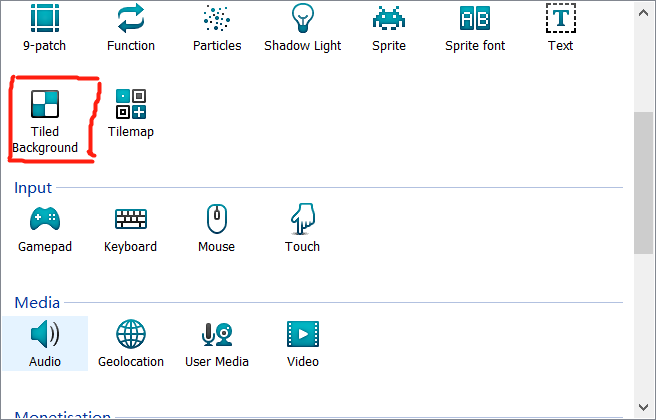 9-patch
Function
Particles
Shadow Light
Sprite
Sprite font
Text
Tiled
Background
Tilemap
Input
Gamepad
Keyboard
Mouse
Touch
Media
Audio
Geolocation
User Media
Video
Monetisation